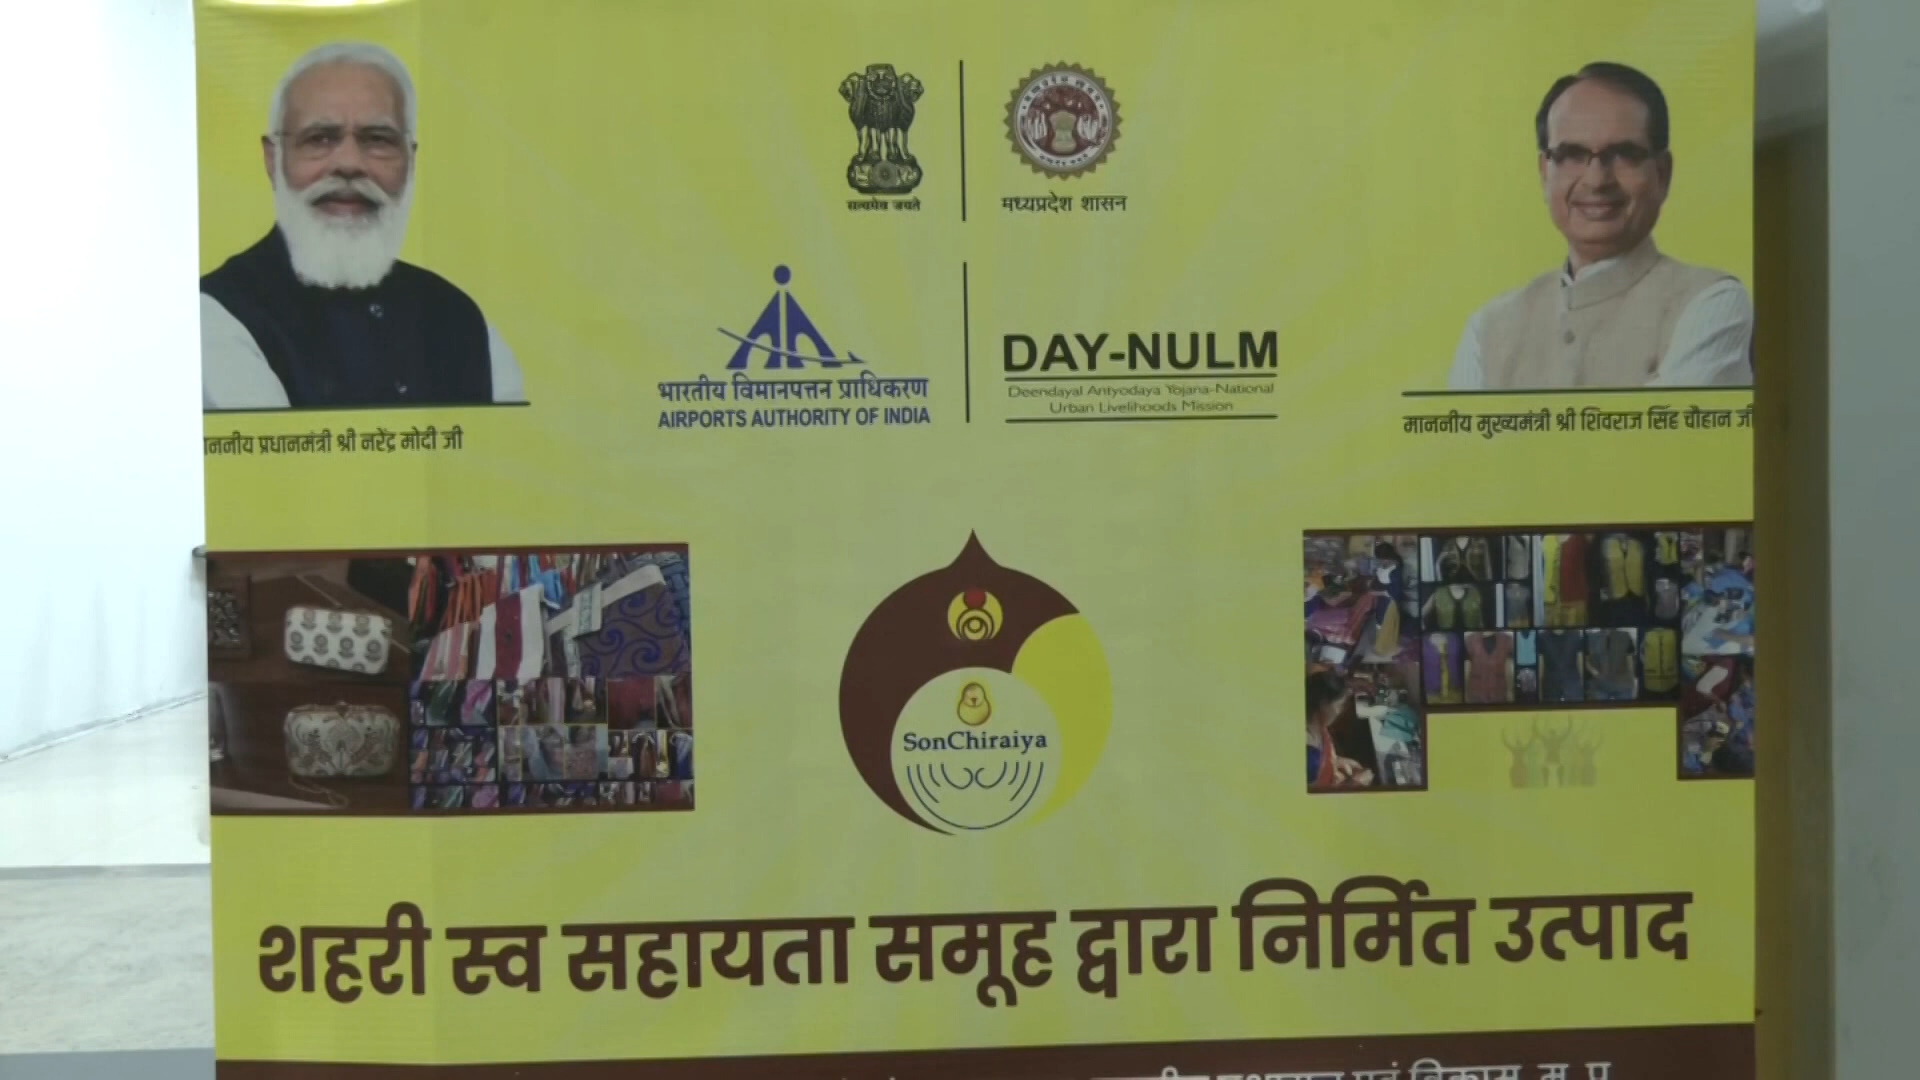 सत्यमेव जयते
मध्यप्रदेश शासन
भारतीय विमानपत्तन प्राधिकरण
AIRPORTS AUTHORITY OF INDIA
DAY-NULM
Deendayal Antyodaya Yojana-National
Urban Livelihoods Mission
प्रधानमंत्री श्री नरेंद्र मोदी जी
माननीय मुख्यमंत्री श्री शिवराज सिंह चौहान जी
SonChiraiya
शहरी स्व सहायता समूह द्वारा निर्मित उत्पाद
एवं विकास, म. प्र.